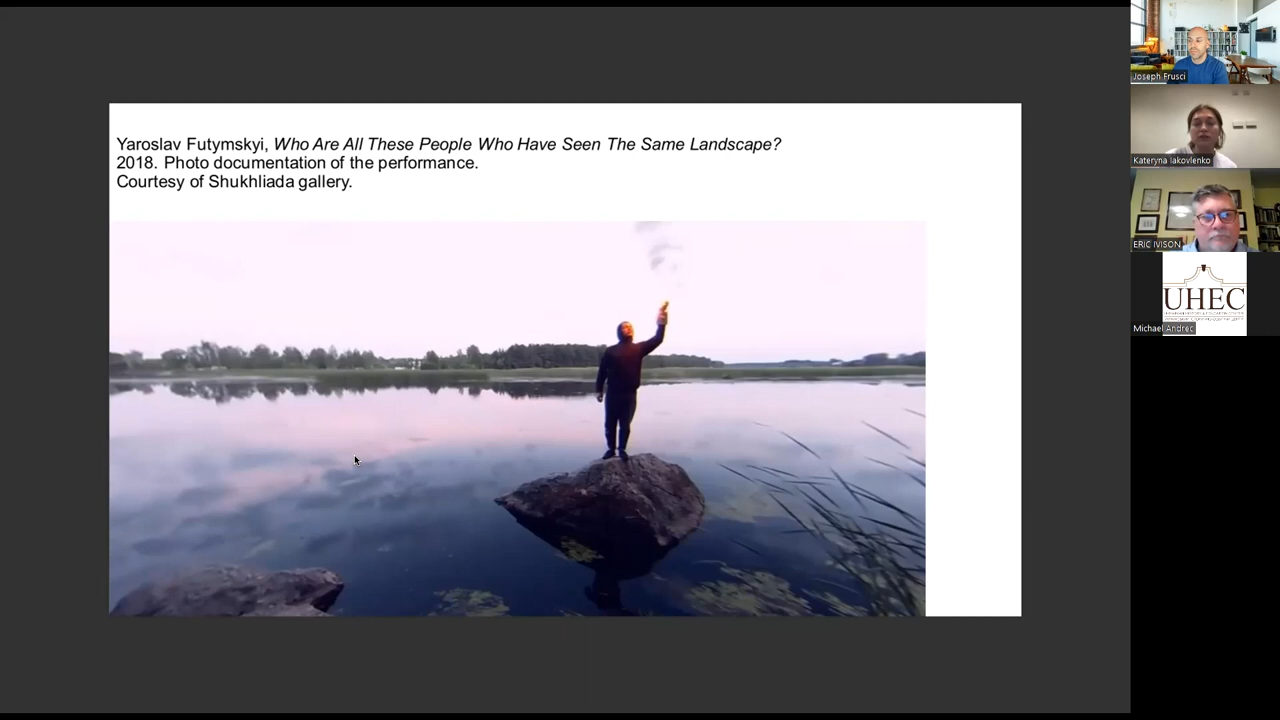 Yaroslav Futymskyi, Who Are All These People Who Have Seen The Same Landscape?
2018. Photo documentation of the performance.
Courtesy of Shukhliada gallery.
Joseph Frusci
Kateryna Iakovlenko
ERIC IVISON
UHEC
Michael Andrec